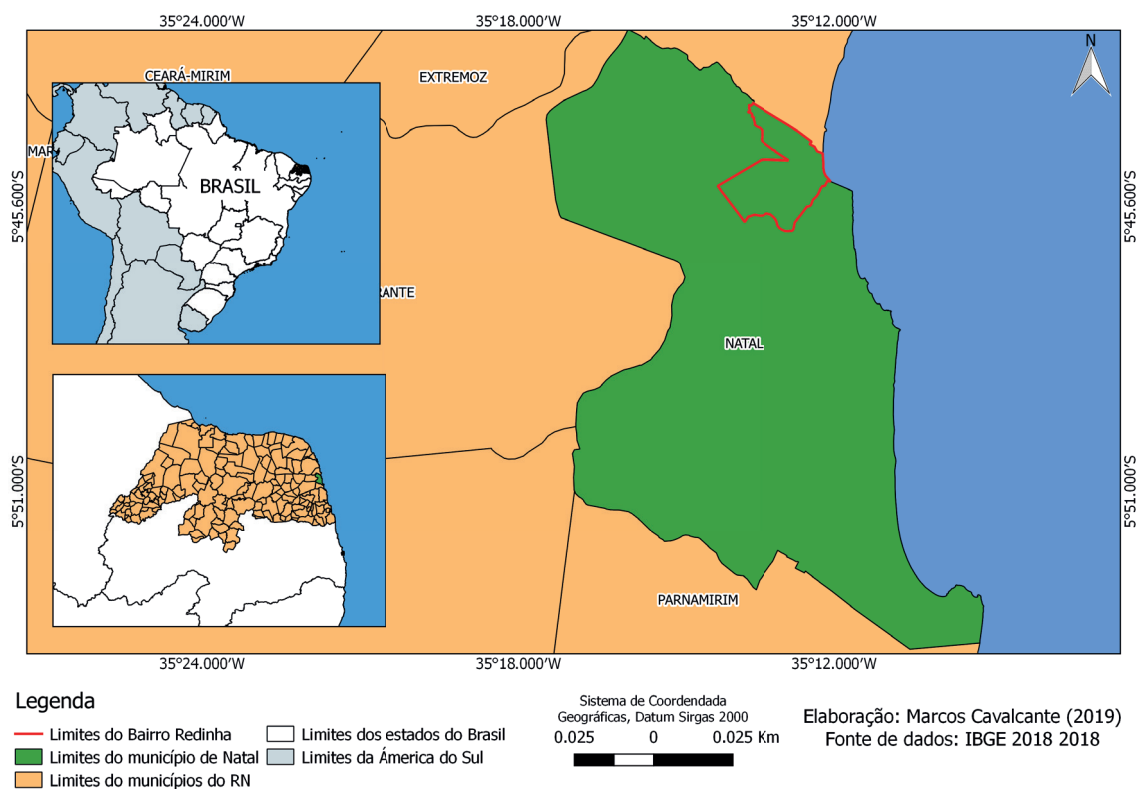 35°24.000'W 35°18.000'W 35°12.000'W
N
CEARÁ-MIRIM
EXTREMOZ
MAR
BRASIL
5°45.600'S
5°45.600'S
RANTE
NATAL
5°51.000'S
5°51.000'S
PARNAMIRIM
35°24.000'W 35°18.000'W 35°12.000'W
Legenda
Limites do Bairro Redinha
Limites do município de Natal
Limites do municípios do RN
Limites dos estados do Brasil
Limites da Ámerica do Sul
Sistema de Coordendada
Geográficas, Datum Sirgas 2000
0.025 0 0.025 Km
Elaboração: Marcos Cavalcante (2019)
Fonte de dados: IBGE 2018 2018